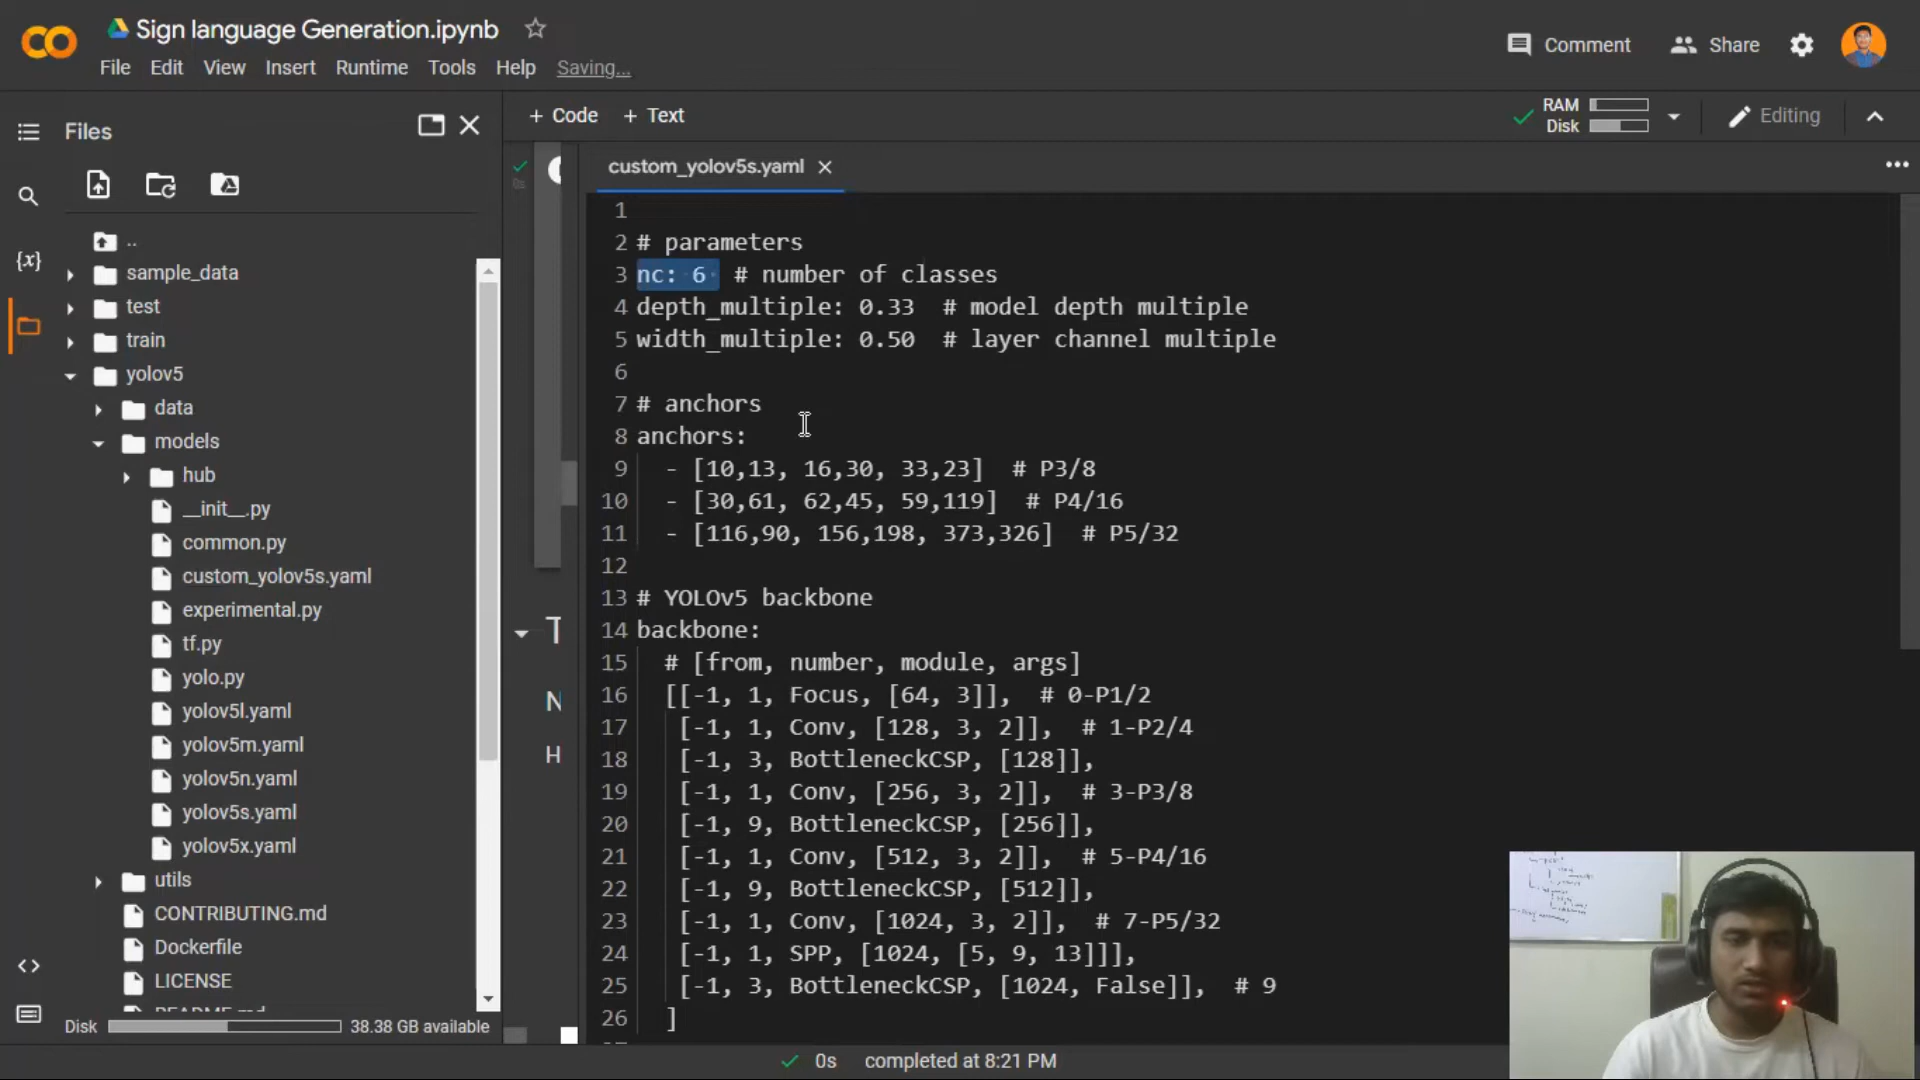 Sign language Generation.ipynb
File Edit View Insert Runtime Tools Help Saving...
Comment Share
Files
+ Code + Text
RAM
Disk
Editing
custom_yolov5s.yaml
..
sample_data
test
train
yolov5
data
models
hub
__init__.py
common.py
custom_yolov5s.yaml
experimental.py
tf.py
yolo.py
yolov5l.yaml
yolov5m.yaml
yolov5n.yaml
yolov5s.yaml
yolov5x.yaml
utils
CONTRIBUTING.md
Dockerfile
LICENSE
README.md
Disk 38.38 GB available
{x}
0s
T
N
H
1
2 # parameters
3 nc: 6 # number of classes
4 depth_multiple: 0.33 # model depth multiple
5 width_multiple: 0.50 # layer channel multiple
6
7 # anchors
8 anchors:
9 - [10,13, 16,30, 33,23] # P3/8
10 - [30,61, 62,45, 59,119] # P4/16
11 - [116,90, 156,198, 373,326] # P5/32
12
13 # YOLOv5 backbone
14 backbone:
15 # [from, number, module, args]
16 [[-1, 1, Focus, [64, 3]], # 0-P1/2
17 [-1, 1, Conv, [128, 3, 2]], # 1-P2/4
18 [-1, 3, BottleneckCSP, [128]],
19 [-1, 1, Conv, [256, 3, 2]], # 3-P3/8
20 [-1, 9, BottleneckCSP, [256]],
21 [-1, 1, Conv, [512, 3, 2]], # 5-P4/16
22 [-1, 9, BottleneckCSP, [512]],
23 [-1, 1, Conv, [1024, 3, 2]], # 7-P5/32
24 [-1, 1, SPP, [1024, [5, 9, 13]]],
25 [-1, 3, BottleneckCSP, [1024, False]], # 9
26 ]
0s completed at 8:21 PM